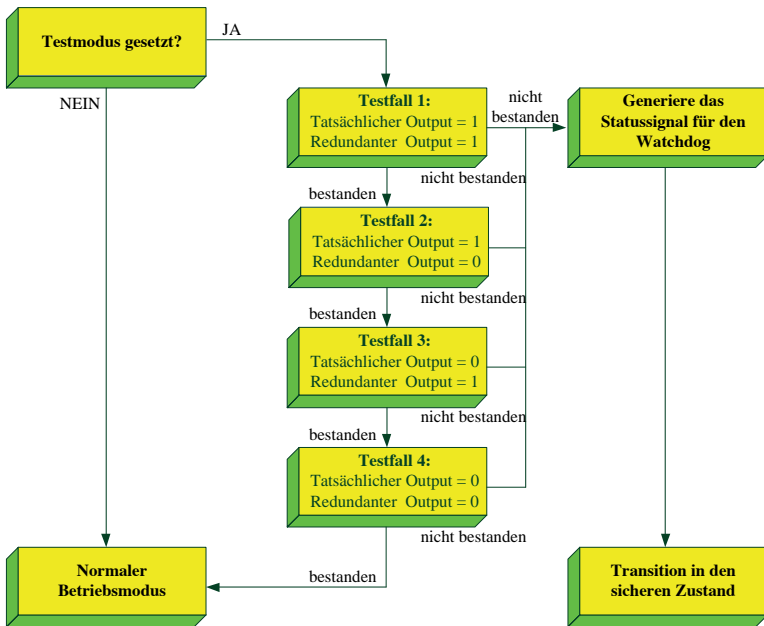 Testmodus gesetzt?
JA
NEIN
Testfall 1:
Tatsächlicher Output = 1
Redundanter Output = 1
nicht
bestanden
Generiere das
Statussignal für den
Watchdog
bestanden
nicht bestanden
Testfall 2:
Tatsächlicher Output = 1
Redundanter Output = 0
bestanden
nicht bestanden
Testfall 3:
Tatsächlicher Output = 0
Redundanter Output = 1
bestanden
nicht bestanden
Testfall 4:
Tatsächlicher Output = 0
Redundanter Output = 0
nicht bestanden
bestanden
Normaler
Betriebsmodus
Transition in den
sicheren Zustand